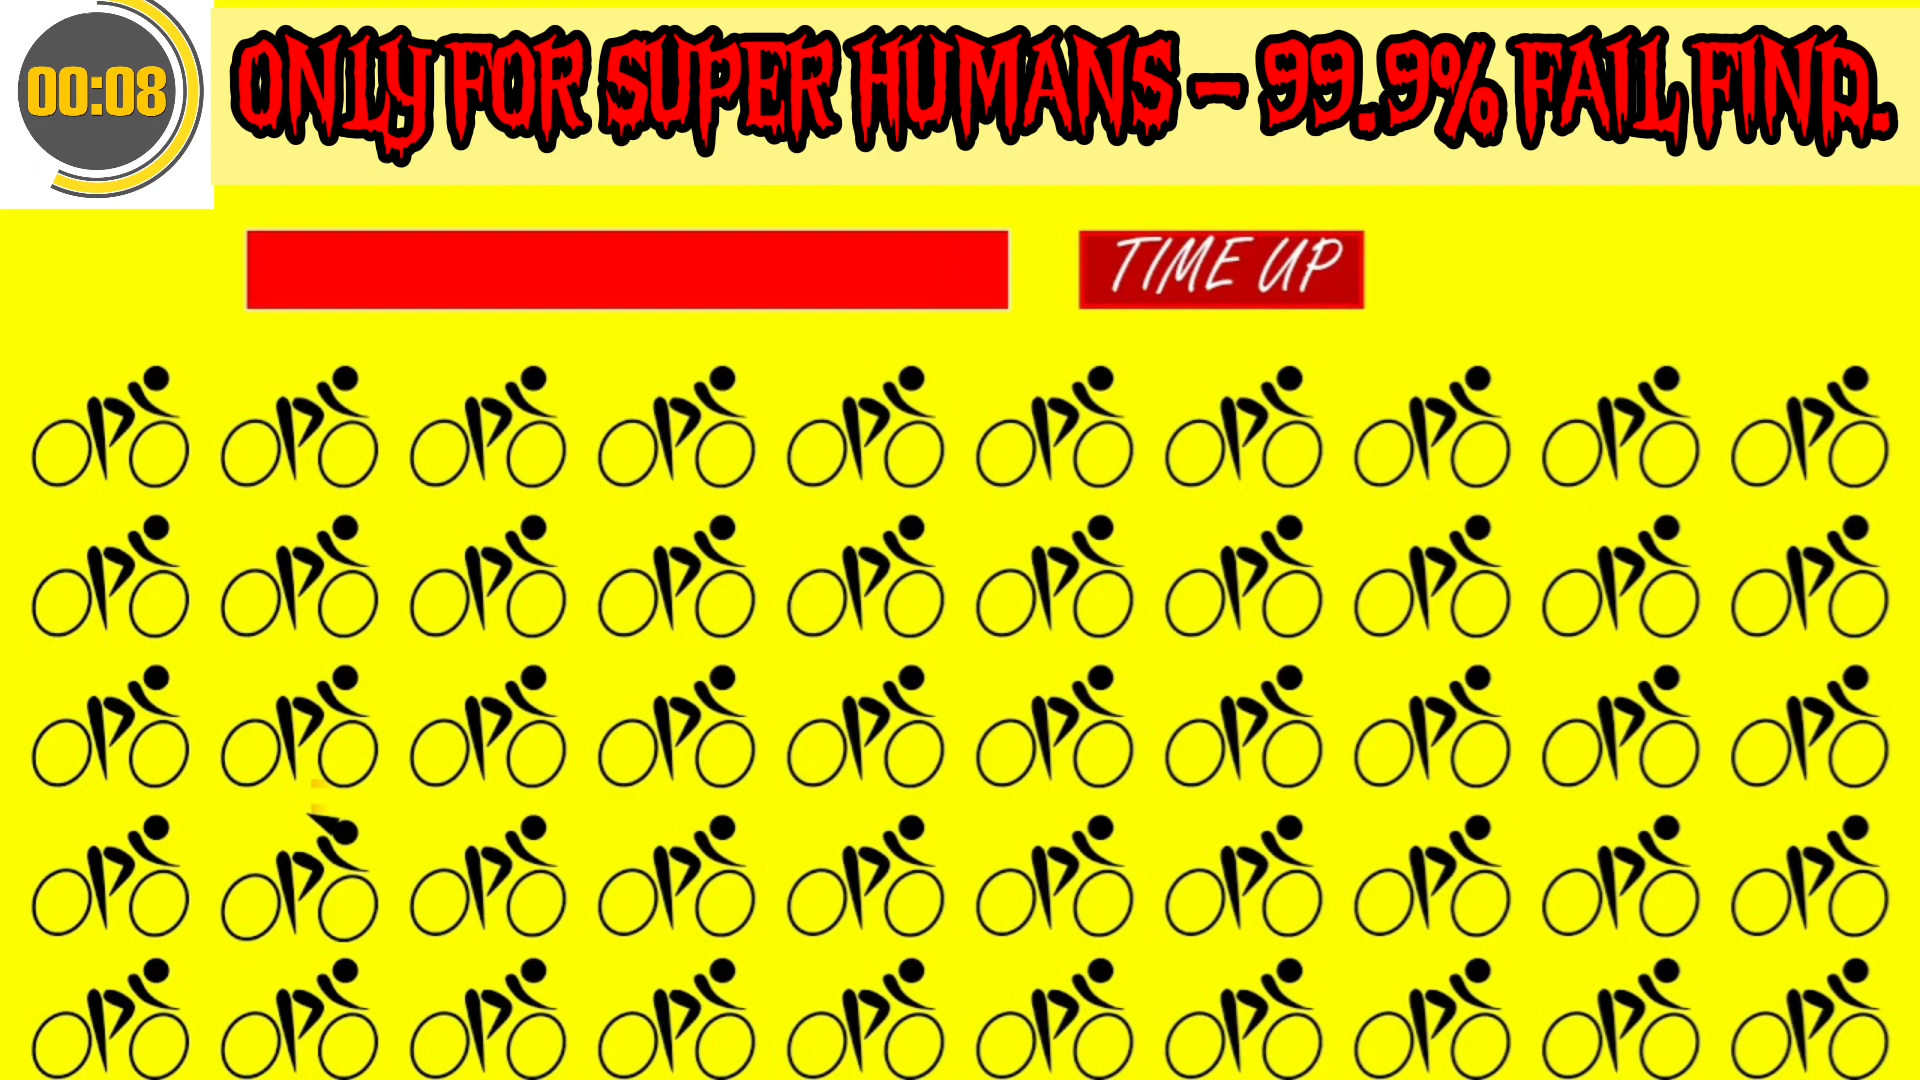 00:08
ONLY FOR SUPER HUMANS – 99.9% FAIL FIND.
TIME UP